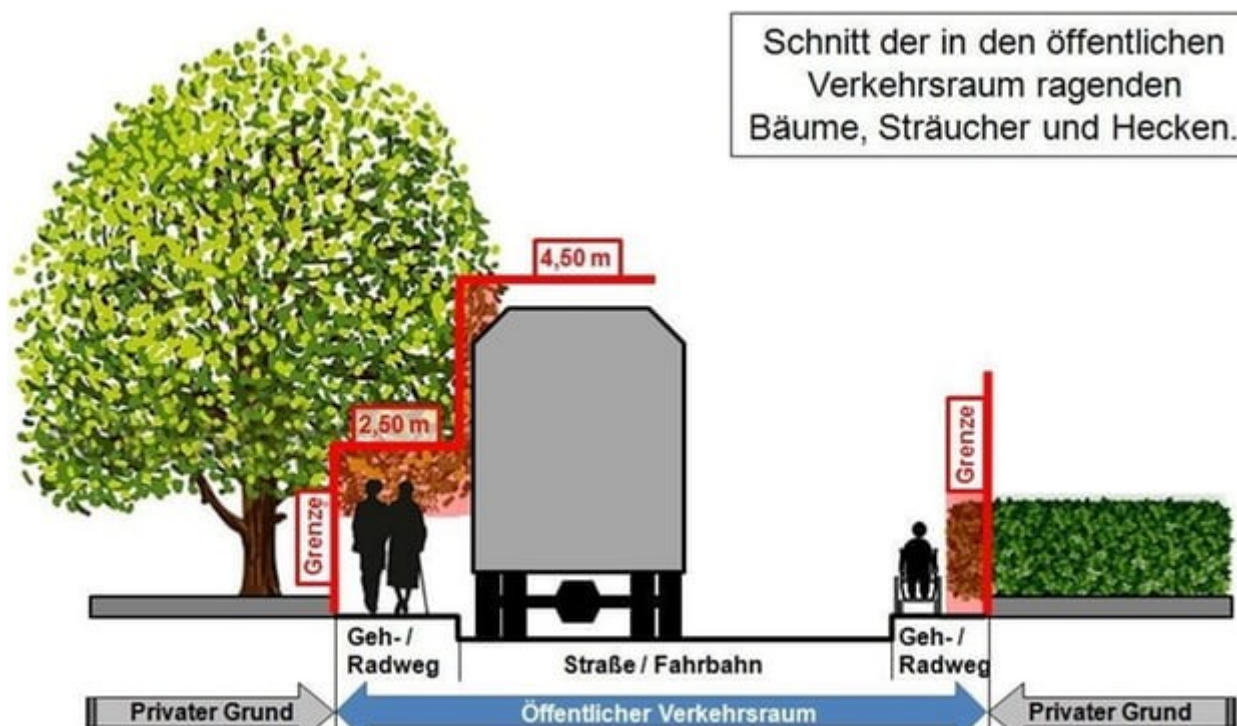 Schnitt der in den öffentlichen
Verkehrsraum ragenden
Bäume, Sträucher und Hecken.
4,50 m
2,50 m
Grenze
Grenze
Geh- /
Radweg
Straße / Fahrbahn
Geh- /
Radweg
Privater Grund
Öffentlicher Verkehrsraum
Privater Grund